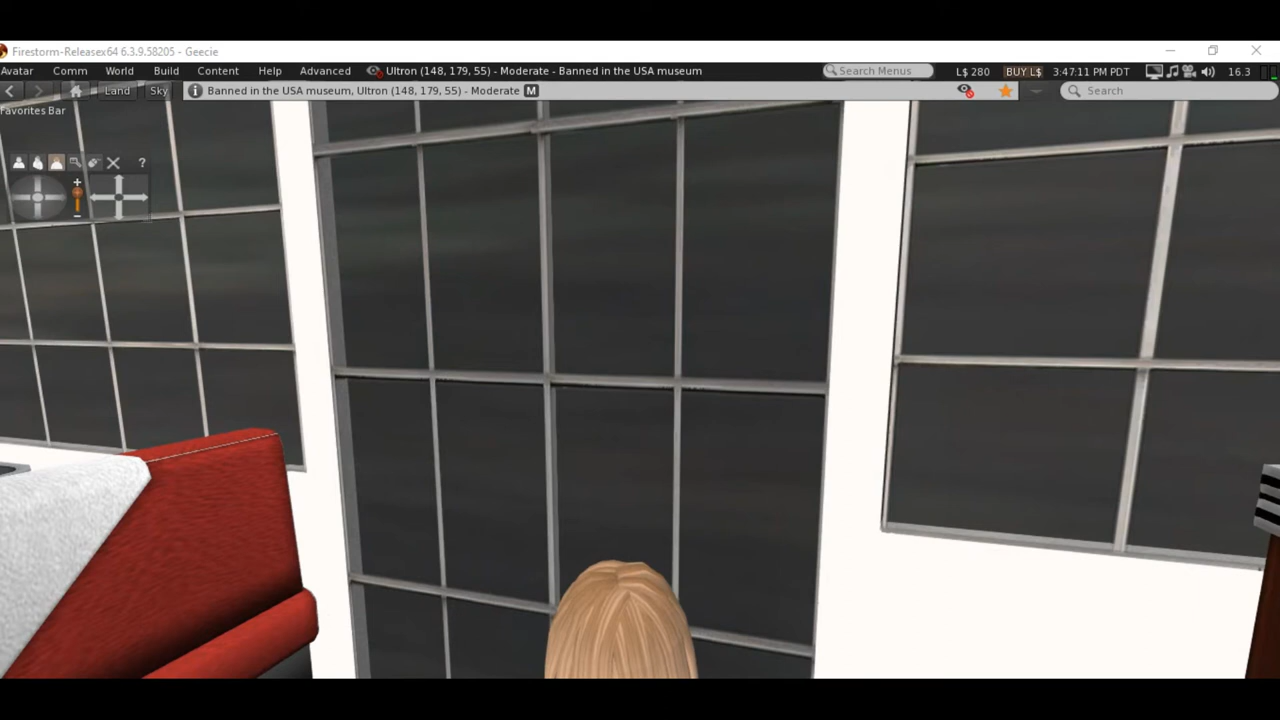 Firestorm-Releasex64 6.3.9.58205 - Geecie
Avatar Comm World Build Content Help Advanced Ultron (148, 179, 55) - Moderate - Banned in the USA museum Search Menus L$ 280 BUY L$ 3:47:11 PM PDT 16.3
Land Sky Banned in the USA museum, Ultron (148, 179, 55) - Moderate M Search
Favorites Bar
?